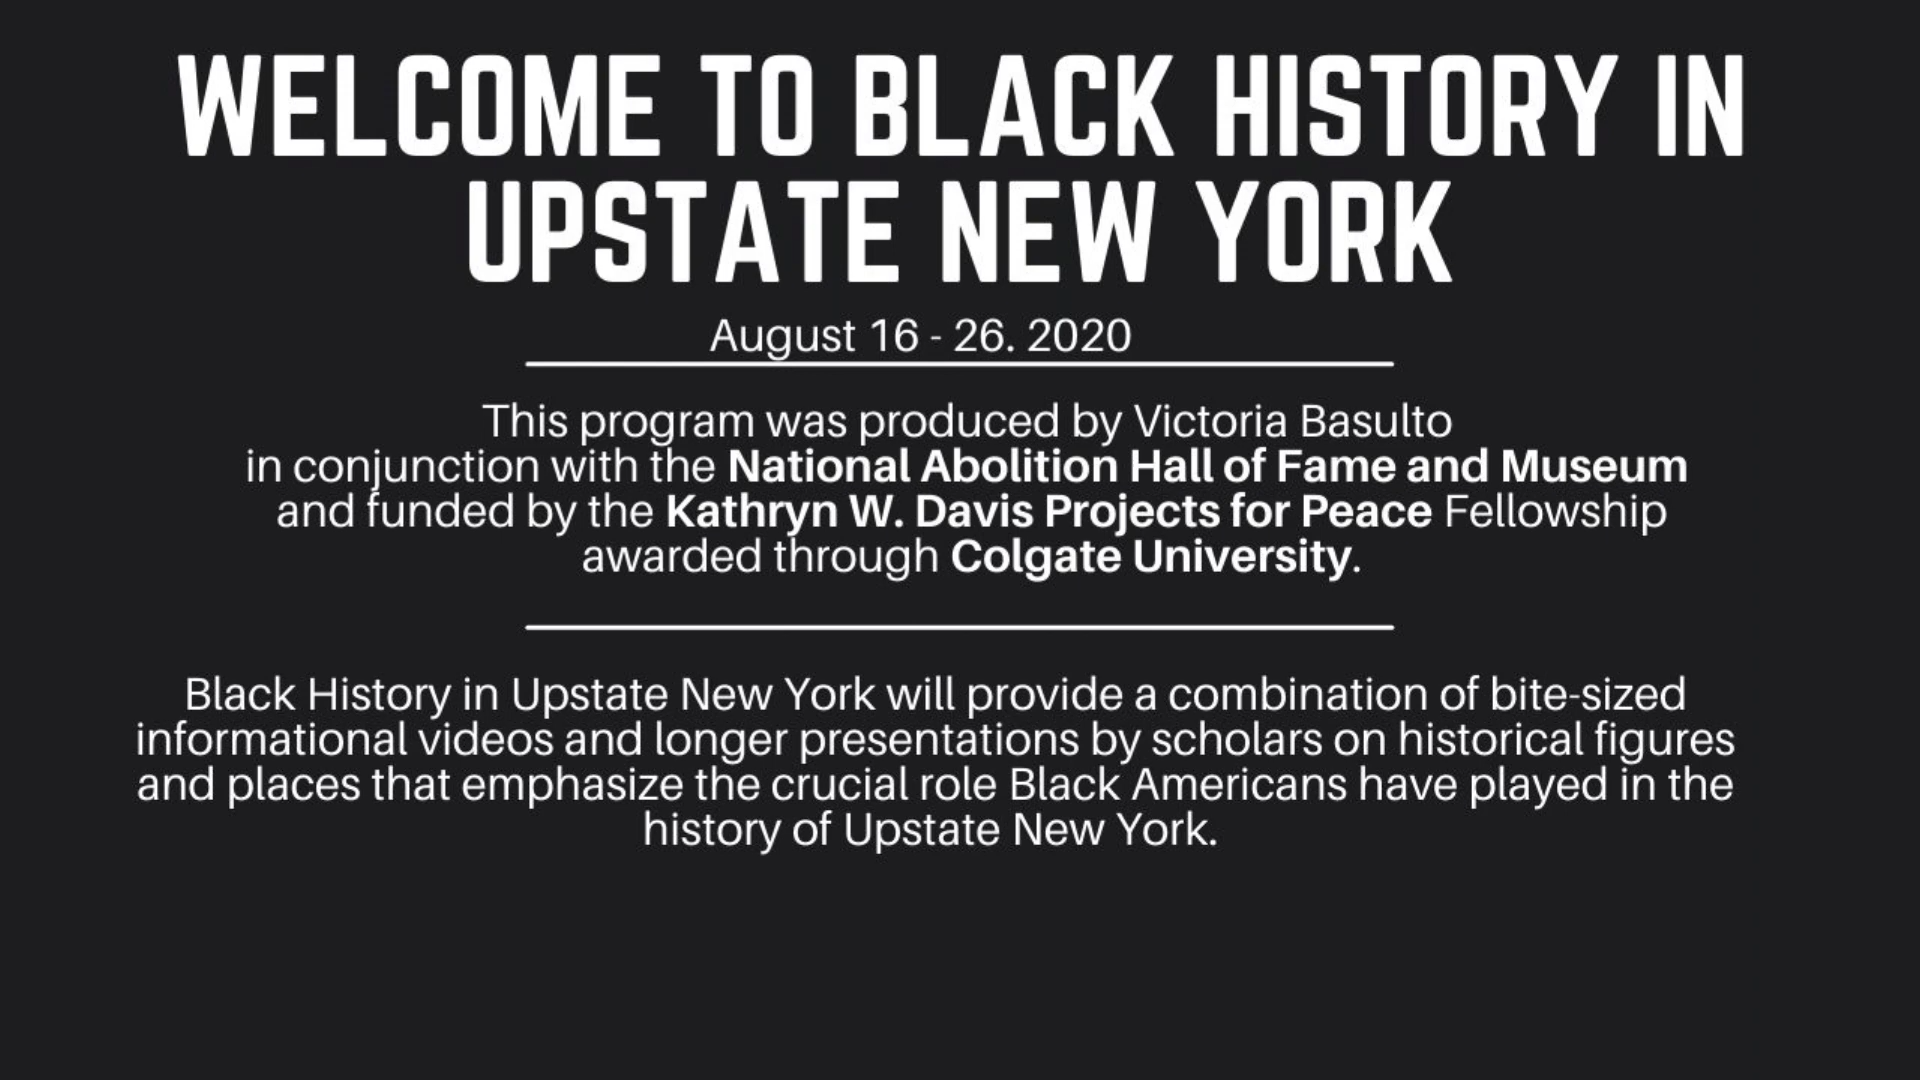 WELCOME TO BLACK HISTORY IN
UPSTATE NEW YORK
August 16 - 26. 2020
This program was produced by Victoria Basulto
in conjunction with the National Abolition Hall of Fame and Museum
and funded by the Kathryn W. Davis Projects for Peace Fellowship
awarded through Colgate University.
Black History in Upstate New York will provide a combination of bite-sized
informational videos and longer presentations by scholars on historical figures
and places that emphasize the crucial role Black Americans have played in the
history of Upstate New York.